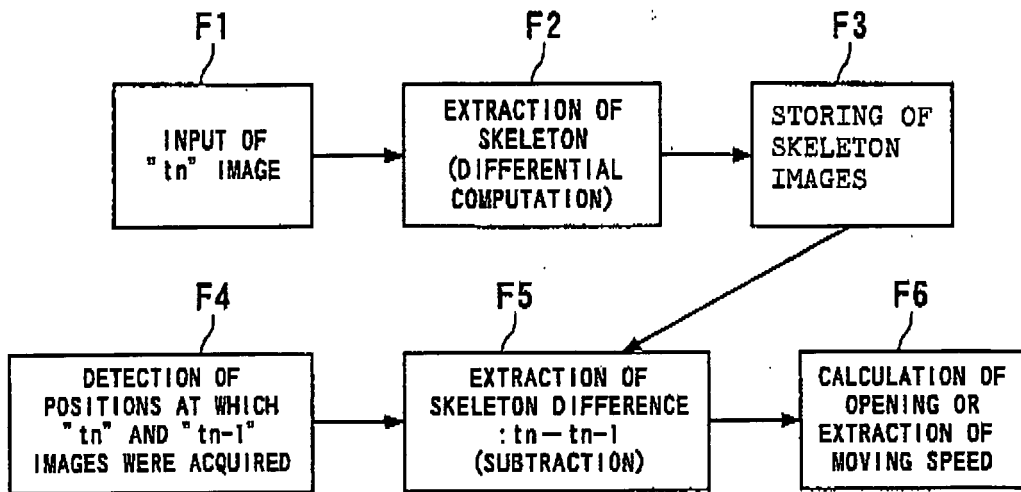 F1
F2
F3
INPUT OF
"tn" IMAGE
EXTRACTION OF
SKELETON
(DIFFERENTIAL
COMPUTATION)
STORING OF
SKELETON
IMAGES
F4
F5
F6
DETECTION OF
POSITIONS AT WHICH
"tn" AND "tn-1"
IMAGES WERE ACQUIRED
EXTRACTION OF
SKELETON DIFFERENCE
:tn−tn-1
(SUBTRACTION)
CALCULATION OF
OPENING OR
EXTRACTION OF
MOVING SPEED